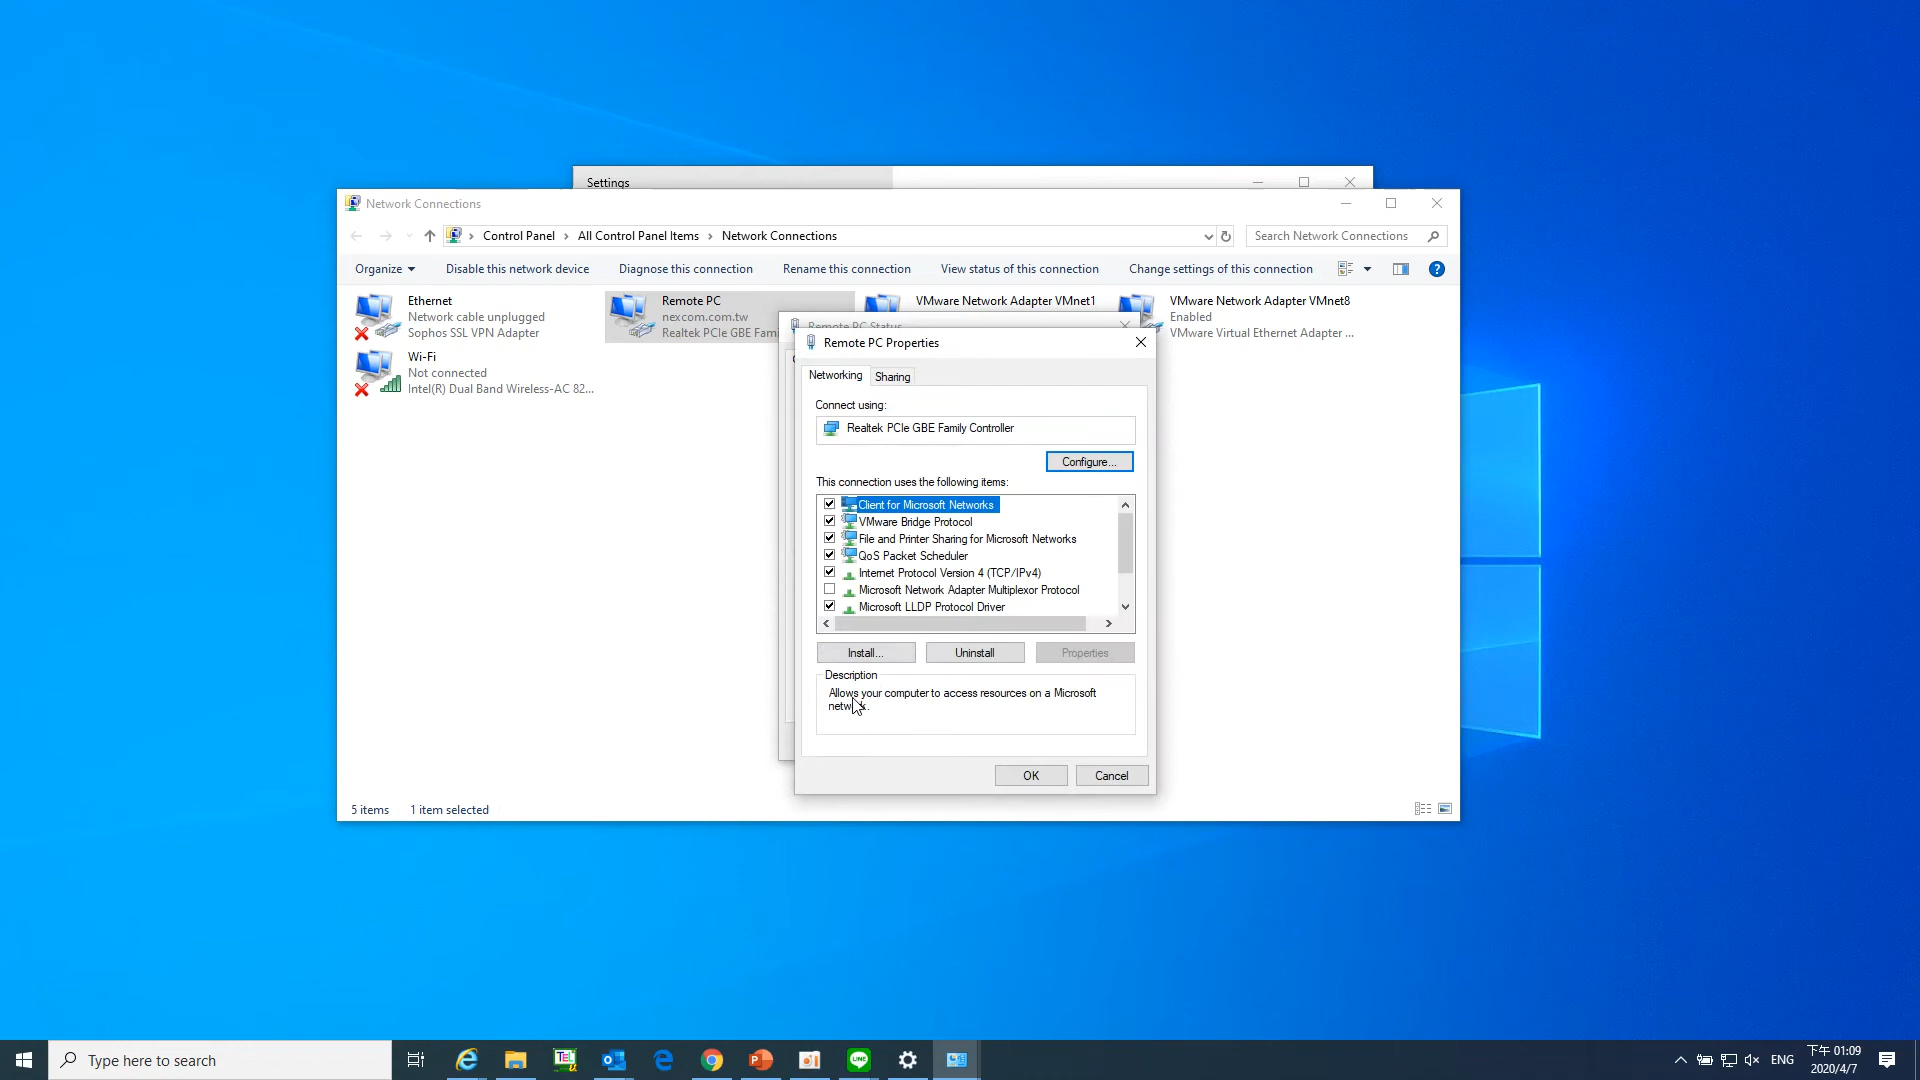 Settings
Network Connections
Control Panel > All Control Panel Items > Network Connections
Search Network Connections
Organize
Disable this network device
Diagnose this connection
Rename this connection
View status of this connection
Change settings of this connection
Ethernet
Network cable unplugged
Sophos SSL VPN Adapter
Remote PC
nexcom.com.tw
Realtek PCIe GBE Fami
VMware Network Adapter VMnet1
VMware Network Adapter VMnet8
Enabled
VMware Virtual Ethernet Adapter ...
Wi-Fi
Not connected
Intel(R) Dual Band Wireless-AC 82...
Remote PC Status
Remote PC Properties
Networking
Sharing
Connect using:
Realtek PCIe GBE Family Controller
Configure...
This connection uses the following items:
Client for Microsoft Networks
VMware Bridge Protocol
File and Printer Sharing for Microsoft Networks
QoS Packet Scheduler
Internet Protocol Version 4 (TCP/IPv4)
Microsoft Network Adapter Multiplexor Protocol
Microsoft LLDP Protocol Driver
Install...
Uninstall
Properties
Description
Allows your computer to access resources on a Microsoft
network.
OK
Cancel
5 items
1 item selected
Type here to search
ENG
下午 01:09
2020/4/7